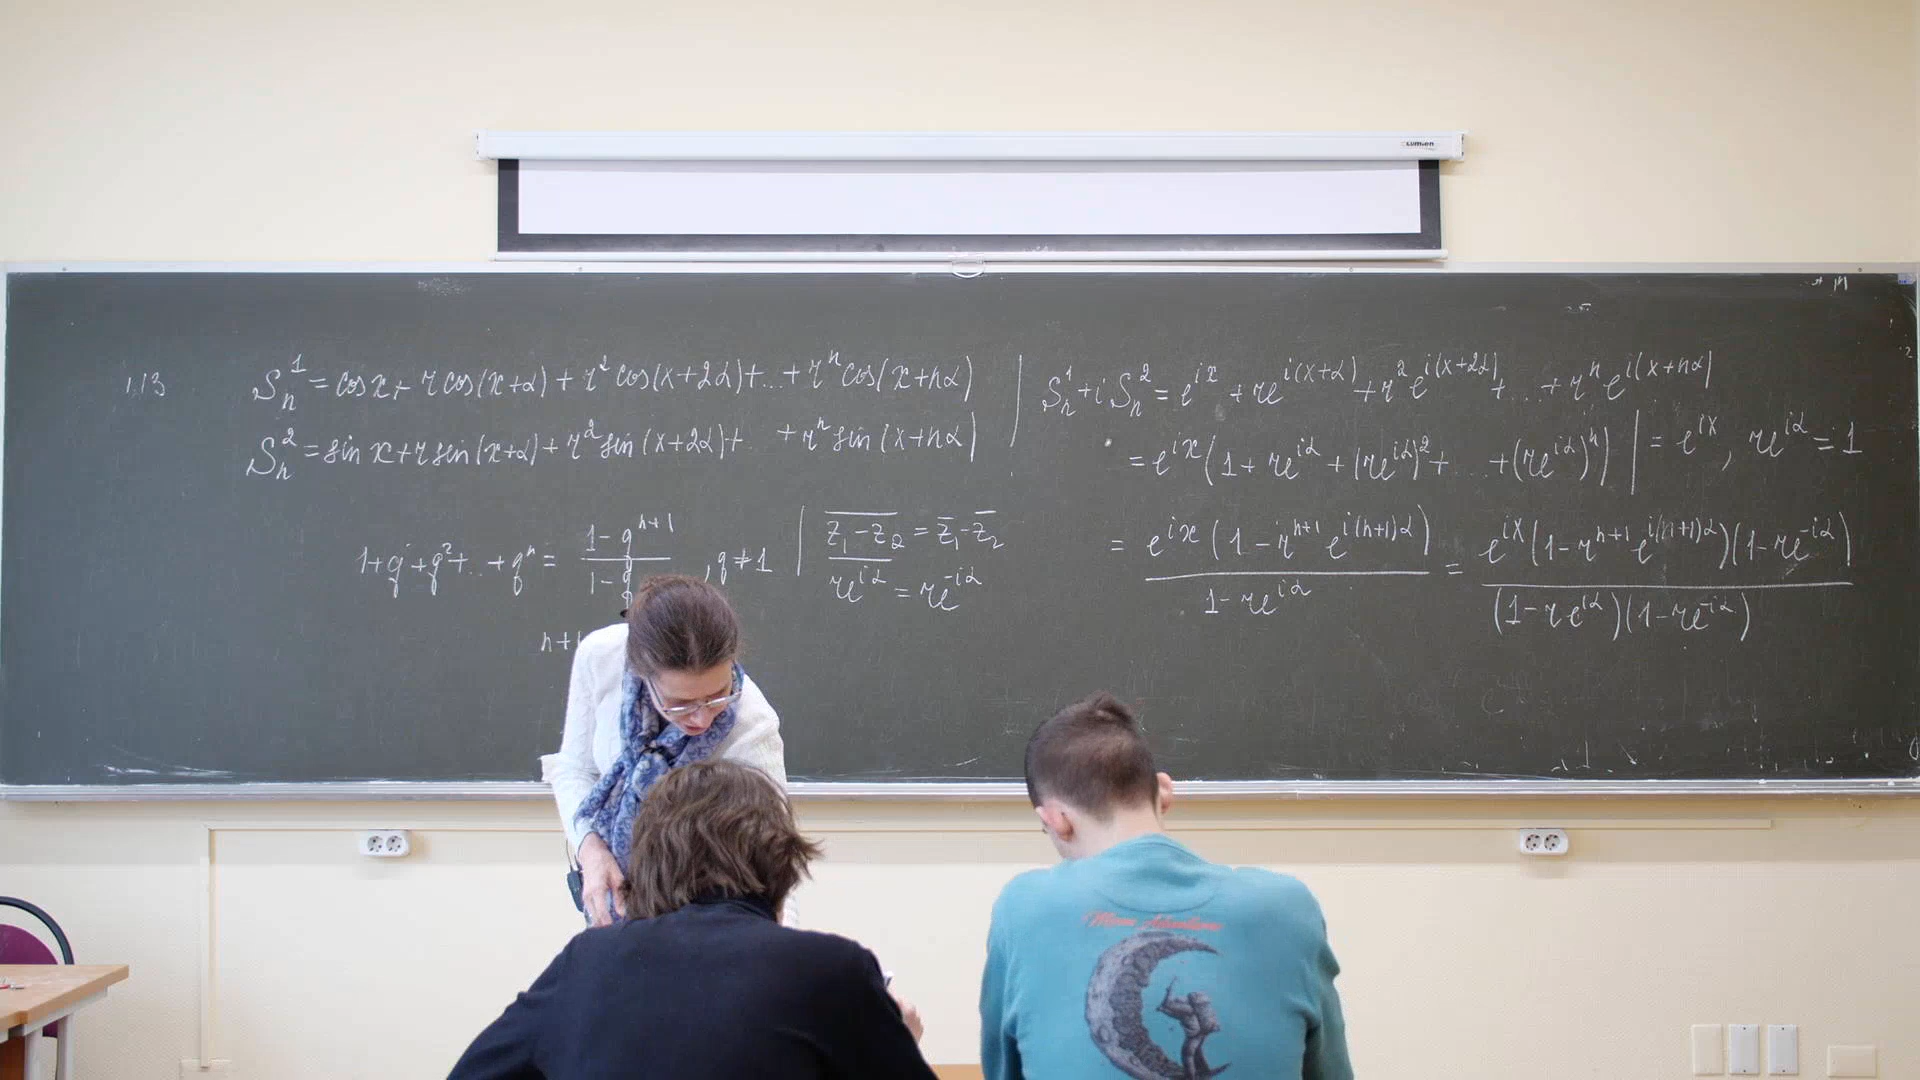 Lumien
1.13
S_n^1 = cos x + r cos(x+α) + r^2 cos(x+2α)+...+ r^n cos(x+nα)
S_n^2 = sin x + r sin(x+α) + r^2 sin(x+2α)+ .. + r^n sin(x+nα)
1+q+q^2+...+q^n = (1-q^{n+1})/(1-q), q≠1
n+1
\overline{z_1-z_2} = \overline{z_1}-\overline{z_2}
\overline{re^{iα}} = re^{-iα}
S_n^1 + i S_n^2 = e^{ix} + re^{i(x+α)} + r^2 e^{i(x+2α)} + ... + r^n e^{i(x+nα)}
= e^{ix}(1+re^{iα} + (re^{iα})^2 + ... + (re^{iα})^n) | = e^{ix}, re^{iα} = 1
= e^{ix}(1-r^{n+1} e^{i(n+1)α})/(1-re^{iα}) = e^{ix}(1-r^{n+1} e^{i(n+1)α})(1-re^{-iα})/((1-re^{iα})(1-re^{-iα}))